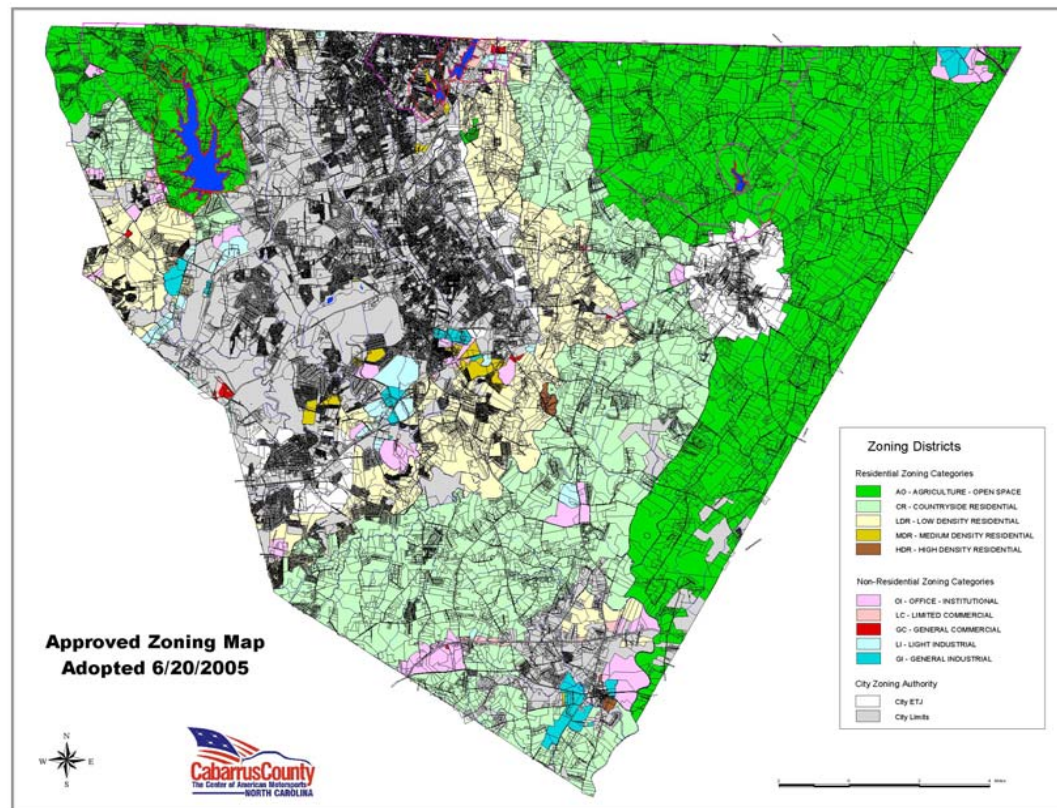 Zoning Districts
Residential Zoning Categories
AO - AGRICULTURE - OPEN SPACE
CR - COUNTRYSIDE RESIDENTIAL
LDR - LOW DENSITY RESIDENTIAL
MDR - MEDIUM DENSITY RESIDENTIAL
HDR - HIGH DENSITY RESIDENTIAL
Non-Residential Zoning Categories
OI - OFFICE - INSTITUTIONAL
LC - LIMITED COMMERCIAL
GC - GENERAL COMMERCIAL
LI - LIGHT INDUSTRIAL
GI - GENERAL INDUSTRIAL
City Zoning Authority
City ETJ
City Limits
Approved Zoning Map
Adopted 6/20/2005
N
W E
S
CabarrusCounty
The Center of American Motorsports
NORTH CAROLINA